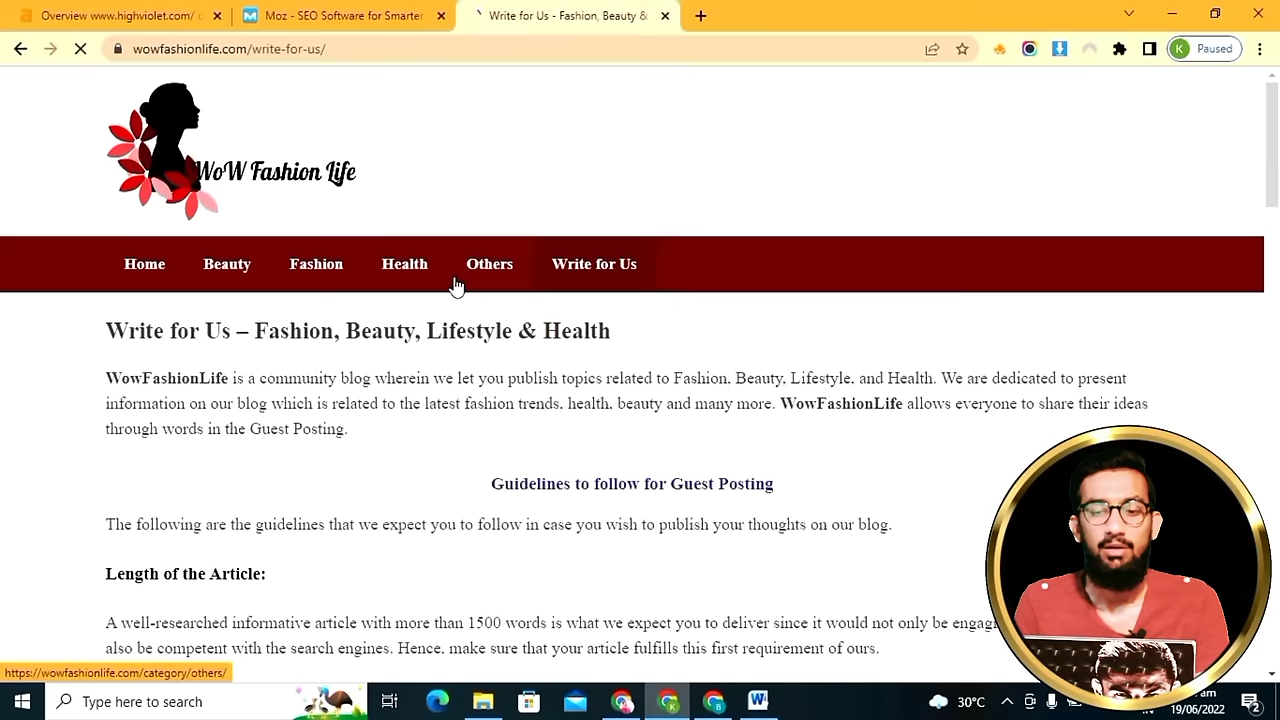 Overview www.highviolet.com/
Moz - SEO Software for Smarter
Write for Us - Fashion, Beauty &
wowfashionlife.com/write-for-us/
K Paused
WoW Fashion Life
Home Beauty Fashion Health Others Write for Us
Write for Us – Fashion, Beauty, Lifestyle & Health
WowFashionLife is a community blog wherein we let you publish topics related to Fashion, Beauty, Lifestyle, and Health. We are dedicated to present
information on our blog which is related to the latest fashion trends, health, beauty and many more. WowFashionLife allows everyone to share their ideas
through words in the Guest Posting.
Guidelines to follow for Guest Posting
The following are the guidelines that we expect you to follow in case you wish to publish your thoughts on our blog.
Length of the Article:
A well-researched informative article with more than 1500 words is what we expect you to deliver since it would not only be
also be competent with the search engines. Hence, make sure that your article fulfills this first requirement of ours.
https://wowfashionlife.com/category/others/
Type here to search
30°C
19/06/2022
2